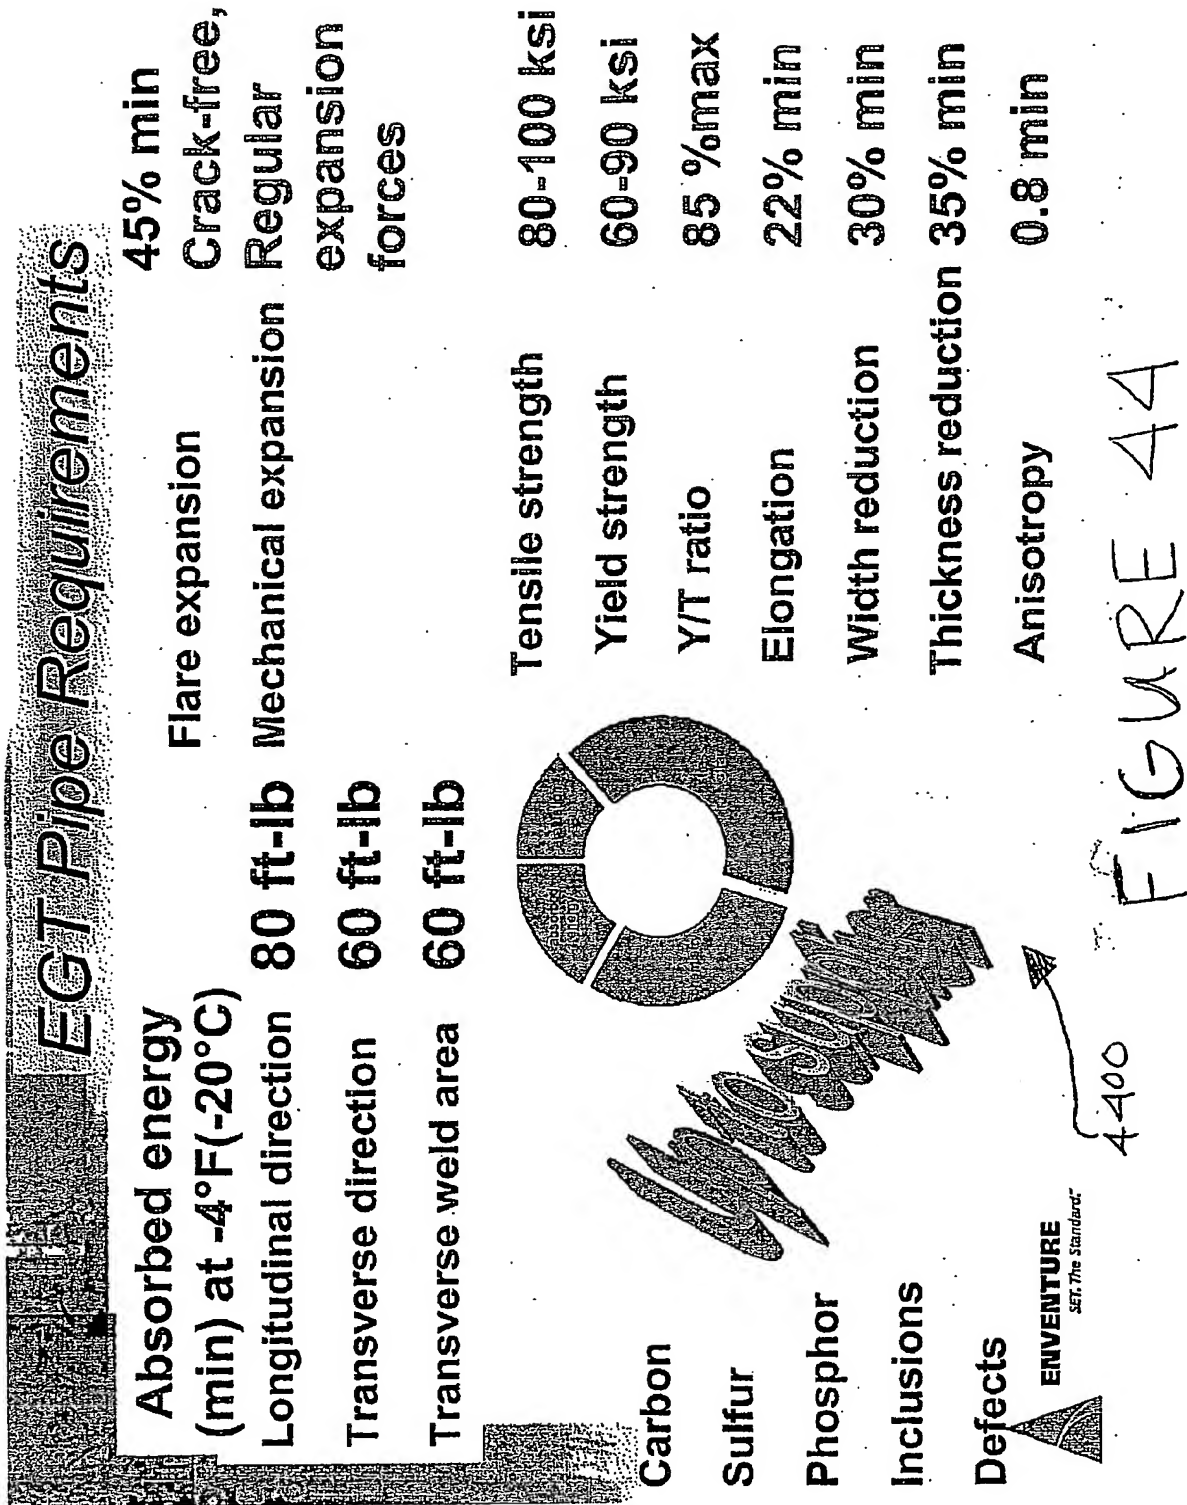 EGT Pipe Requirements
Absorbed energy
(min) at -4°F(-20°C)
Longitudinal direction 80 ft-lb
Transverse direction 60 ft-lb
Transverse weld area 60 ft-lb
Flare expansion 45% min
Mechanical expansion Crack-free,
Regular
expansion
forces
Tensile strength 80-100 ksi
Yield strength 60-90 ksi
Y/T ratio 85 %max
Elongation 22% min
Width reduction 30% min
Thickness reduction 35% min
Anisotropy 0.8 min
Carbon
Sulfur
Phosphor
Inclusions
Defects
ENVENTURE
SET. The Standard.™
4400
FIGURE 44